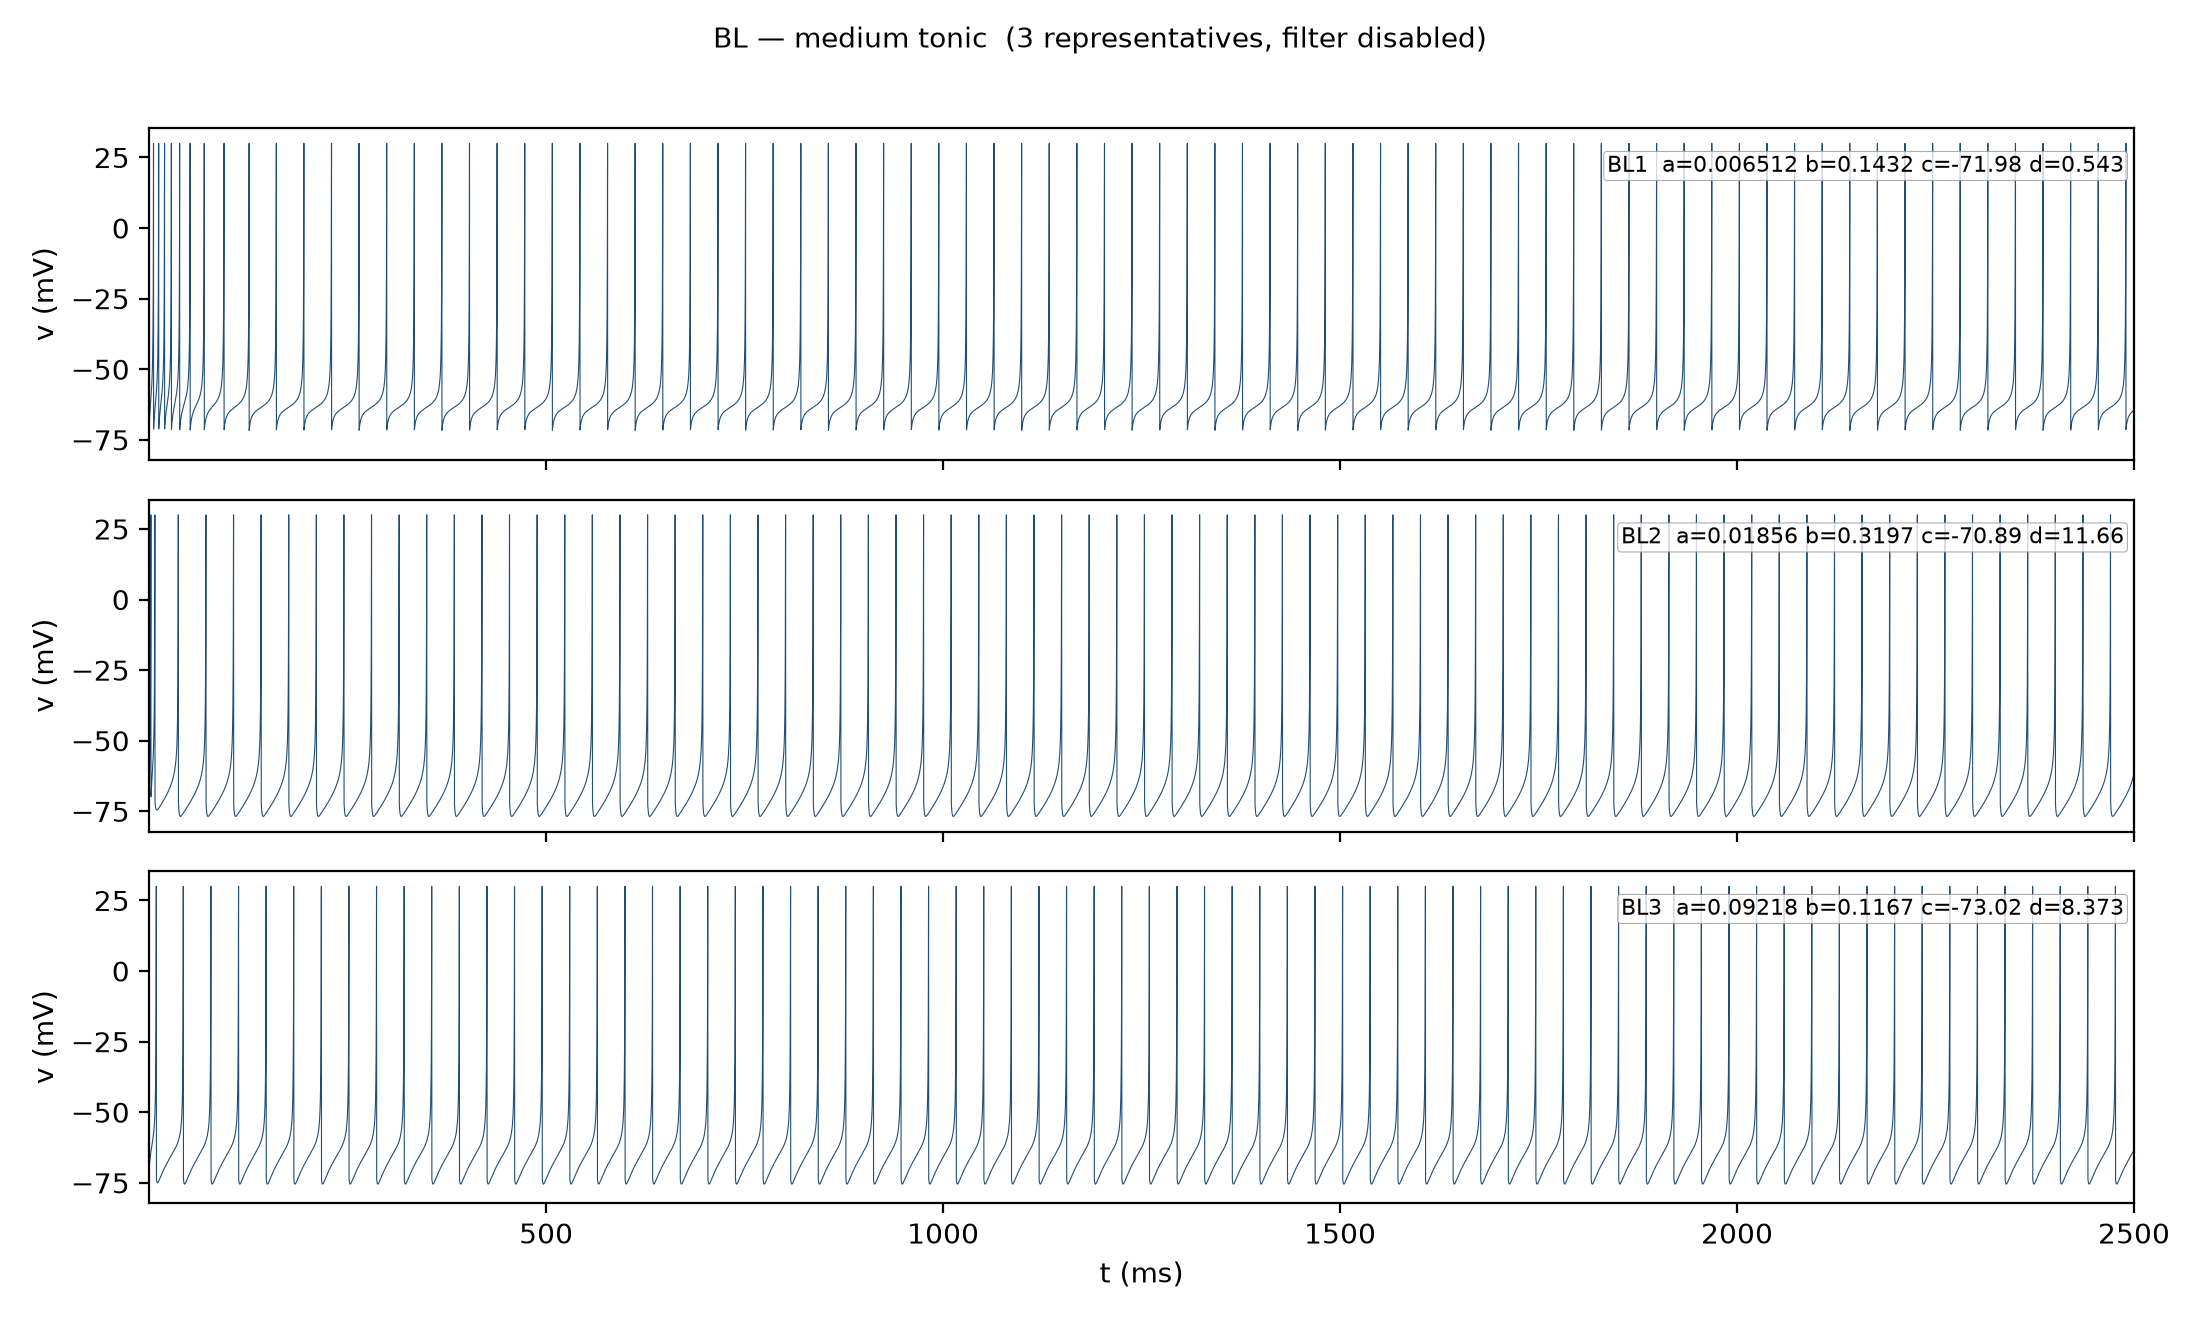 BL — medium tonic  (3 representatives, filter disabled)
25
0
−25
−50
−75
v (mV)
BL1  a=0.006512 b=0.1432 c=-71.98 d=0.543
25
0
−25
−50
−75
v (mV)
BL2  a=0.01856 b=0.3197 c=-70.89 d=11.66
25
0
−25
−50
−75
v (mV)
BL3  a=0.09218 b=0.1167 c=-73.02 d=8.373
500 1000 1500 2000 2500
t (ms)